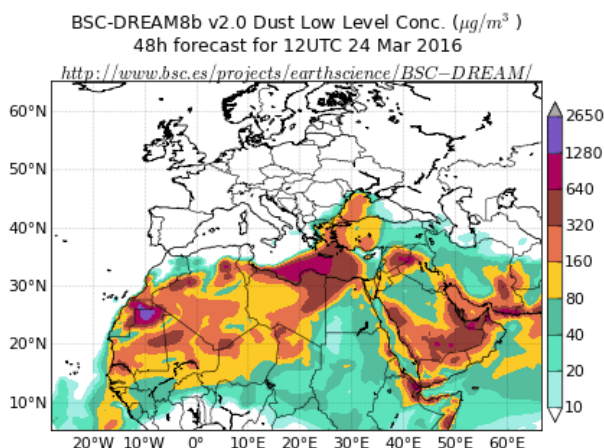 BSC-DREAM8b v2.0 Dust Low Level Conc. (μg/m³ )
48h forecast for 12UTC 24 Mar 2016
http://www.bsc.es/projects/earthscience/BSC−DREAM/
60°N
50°N
40°N
30°N
20°N
10°N
20°W 10°W 0° 10°E 20°E 30°E 40°E 50°E 60°E
2650
1280
640
320
160
80
40
20
10